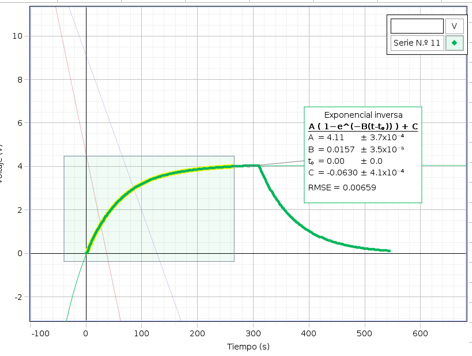 V
Serie N.º 11
Exponencial inversa
A ( 1−e^(−B(t-t₀)) ) + C
A = 4.11 ± 3.7x10⁻⁴
B = 0.0157 ± 3.5x10⁻⁶
t₀ = 0.00 ± 0.0
C = -0.0630 ± 4.1x10⁻⁴
RMSE = 0.00659
10
8
6
4
2
0
-2
-100
0
100
200
300
400
500
600
Tiempo (s)